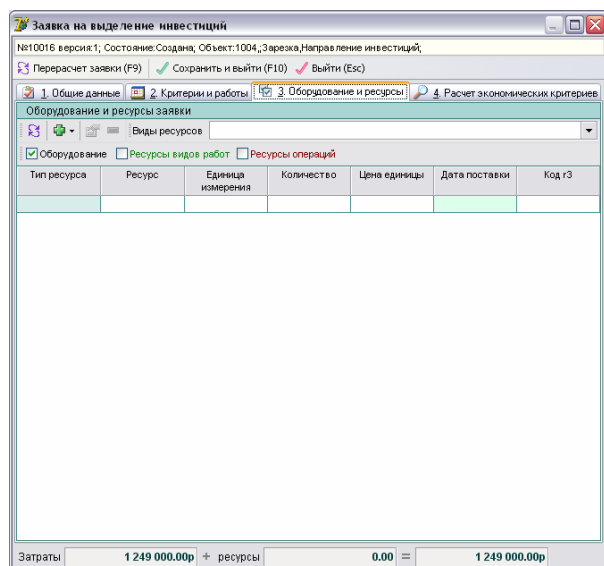 Заявка на выделение инвестиций
№10016 версия:1; Состояние:Создана; Объект:1004,;Зарезка,Направление инвестиций;
Перерасчет заявки (F9) Сохранить и выйти (F10) Выйти (Esc)
1. Общие данные 2. Критерии и работы 3. Оборудование и ресурсы 4. Расчет экономических критериев
Оборудование и ресурсы заявки
Виды ресурсов
Оборудование Ресурсы видов работ Ресурсы операций
Тип ресурса Ресурс Единица измерения Количество Цена единицы Дата поставки Код r3
Затраты 1 249 000.00р + ресурсы 0.00 = 1 249 000.00р